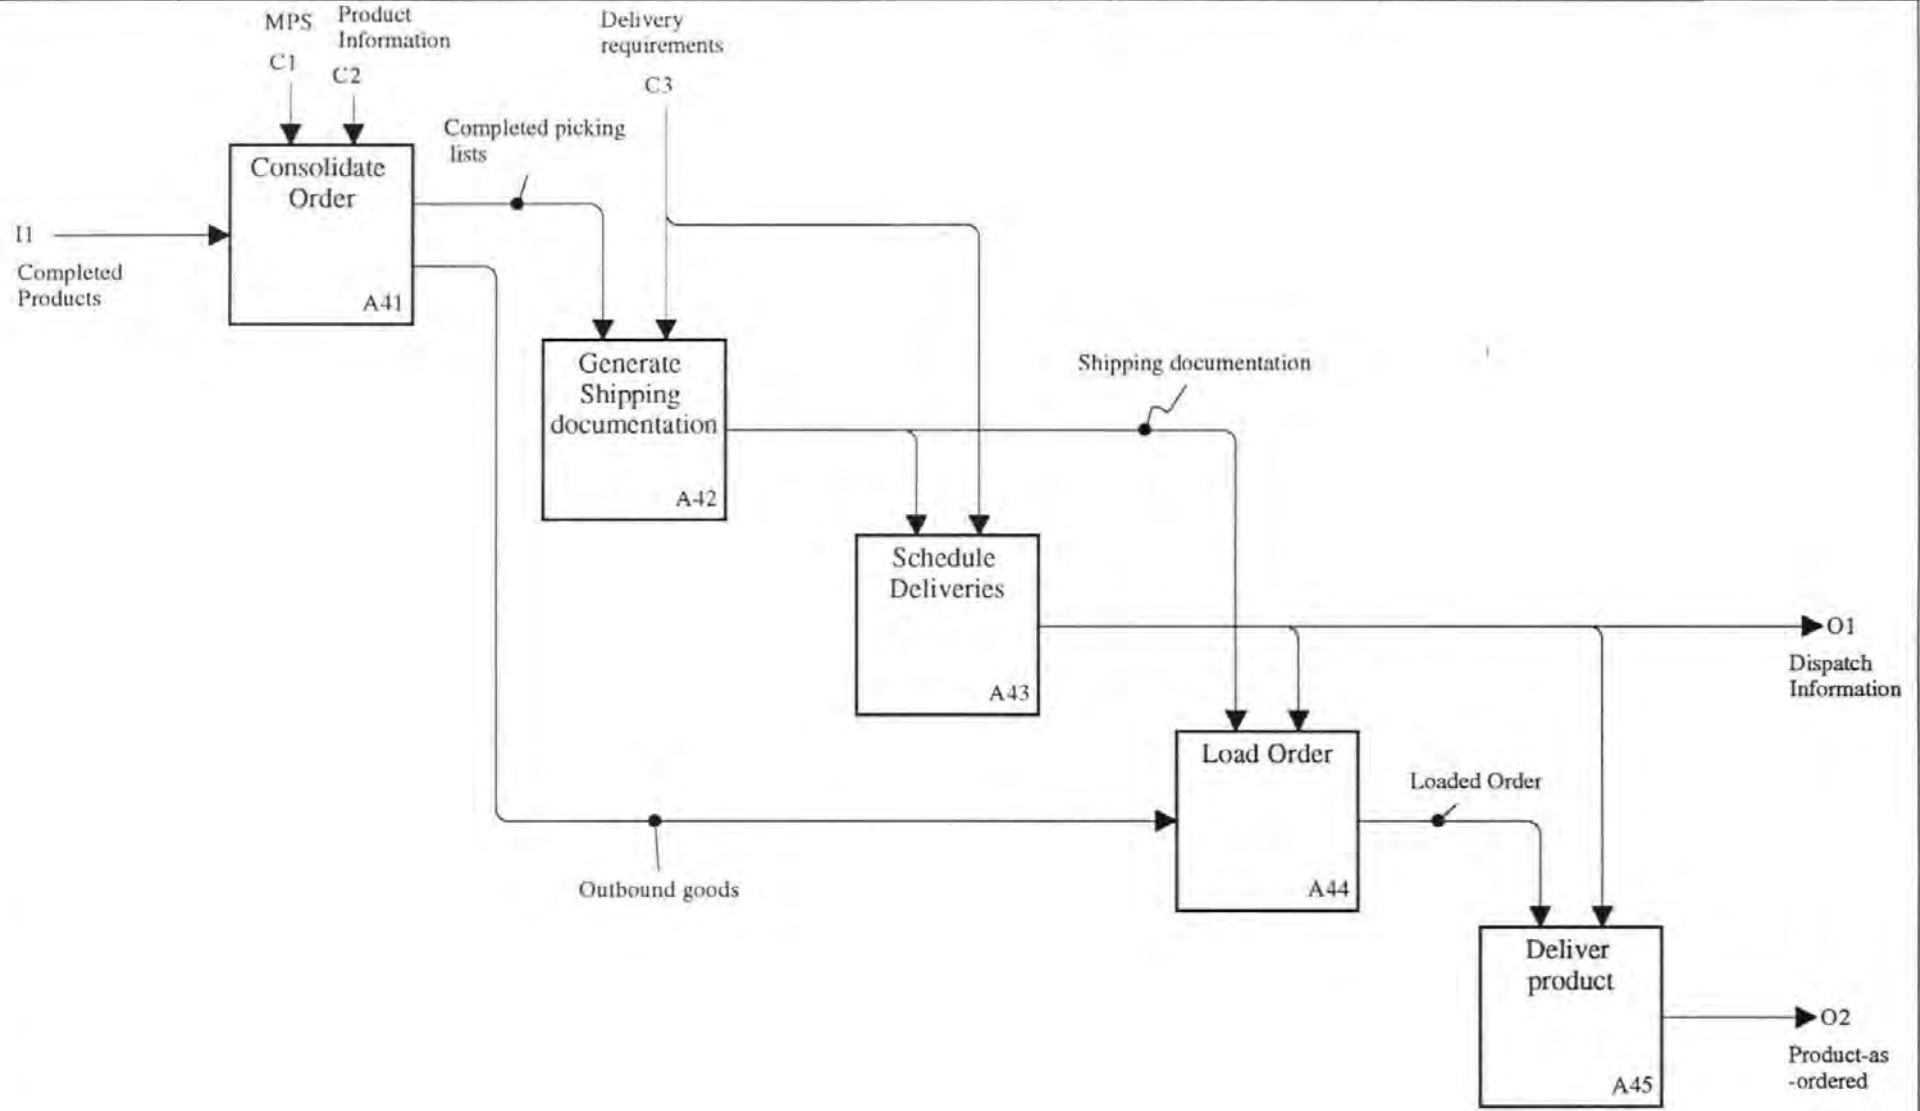 MPS
Product
Information
C1
C2
Delivery
requirements
C3
Completed picking
lists
Consolidate
Order
A41
I1
Completed
Products
Generate
Shipping
documentation
A42
Shipping documentation
Schedule
Deliveries
A43
O1
Dispatch
Information
Load Order
A44
Loaded Order
Outbound goods
Deliver
product
A45
O2
Product-as
-ordered